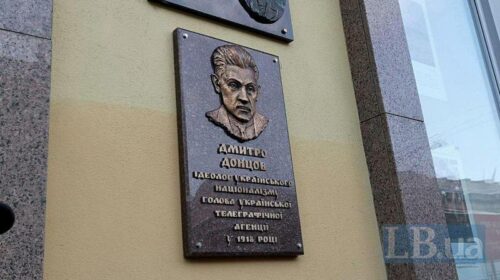 ДМИТРО
ДОНЦОВ
ІДЕОЛОГ УКРАЇНСЬКОГО
НАЦІОНАЛІЗМУ,
ГОЛОВА УКРАЇНСЬКОЇ
ТЕЛЕГРАФІЧНОЇ
АГЕНЦІЇ
У 1918 РОЦІ
LB.ua